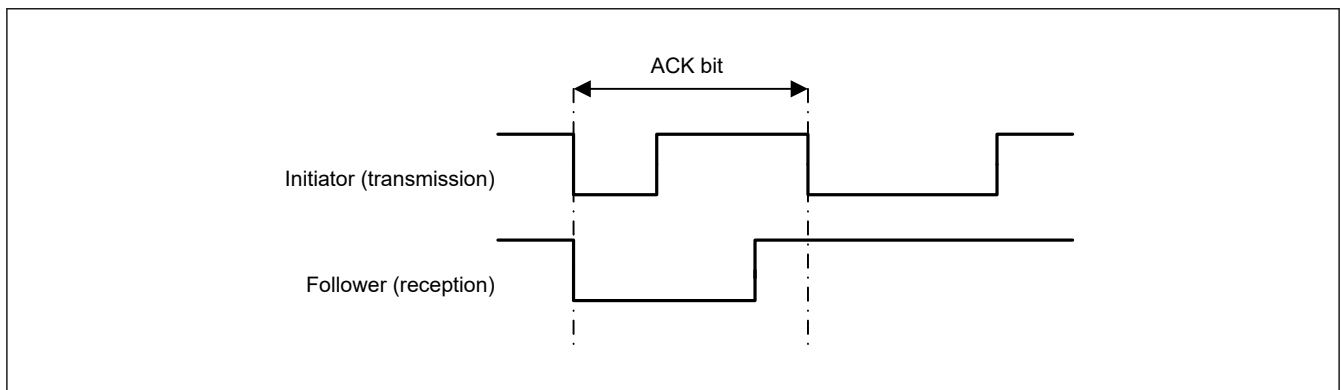 ACK bit
Initiator (transmission)
Follower (reception)